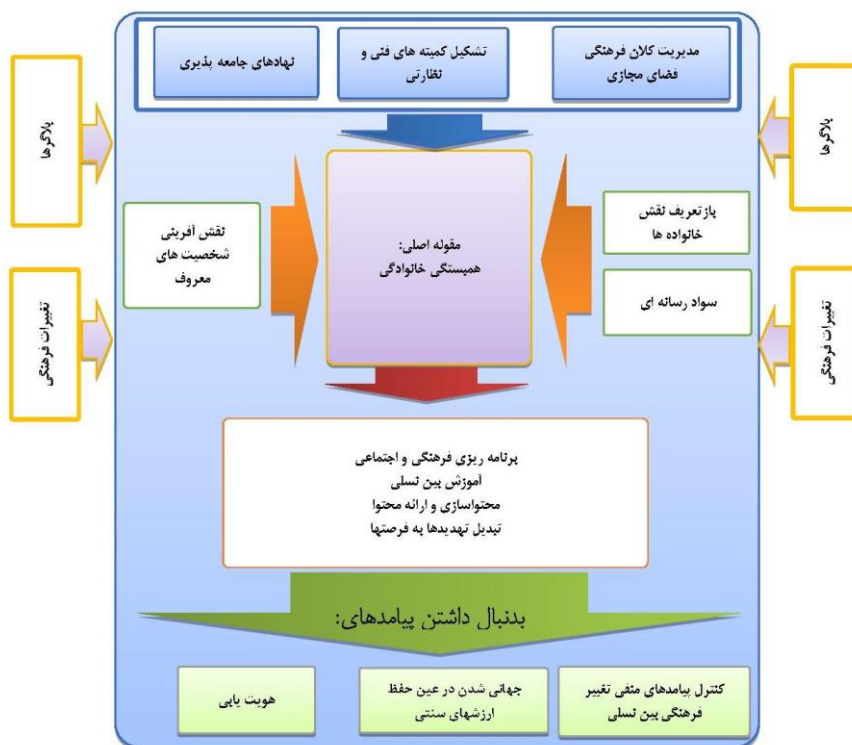 مدیریت کلان فرهنگی
فضای مجازی
تشکیل کمیته های فنی و
نظارتی
نهادهای جامعه پذیری
بلاگرها
بلاگرها
مقوله اصلی:
همبستگی خانوادگی
بازتعریف نقش
خانواده ها
سواد رسانه ای
نقش آفرینی
شخصیت های
معروف
تغییرات فرهنگی
تغییرات فرهنگی
برنامه ریزی فرهنگی و اجتماعی
آموزش بین نسلی
محتواسازی و ارائه محتوا
تبدیل تهدیدها به فرصتها
بدنبال داشتن پیامدهای:
کنترل پیامدهای منفی تغییر
فرهنگی بین نسلی
جهانی شدن در عین حفظ
ارزشهای سنتی
هویت یابی